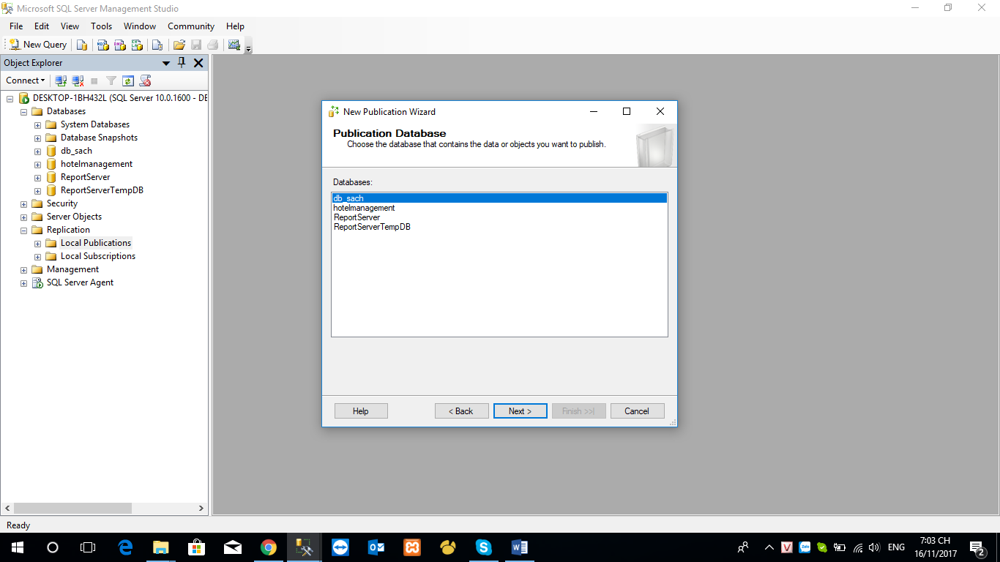 Microsoft SQL Server Management Studio
File Edit View Tools Window Community Help
New Query
Object Explorer
Connect
DESKTOP-1BH432L (SQL Server 10.0.1600 - DE
Databases
System Databases
Database Snapshots
db_sach
hotelmanagement
ReportServer
ReportServerTempDB
Security
Server Objects
Replication
Local Publications
Local Subscriptions
Management
SQL Server Agent
New Publication Wizard
Publication Database
Choose the database that contains the data or objects you want to publish.
Databases:
db_sach
hotelmanagement
ReportServer
ReportServerTempDB
Help < Back Next > Finish >>| Cancel
Ready
ENG
7:03 CH
16/11/2017
2